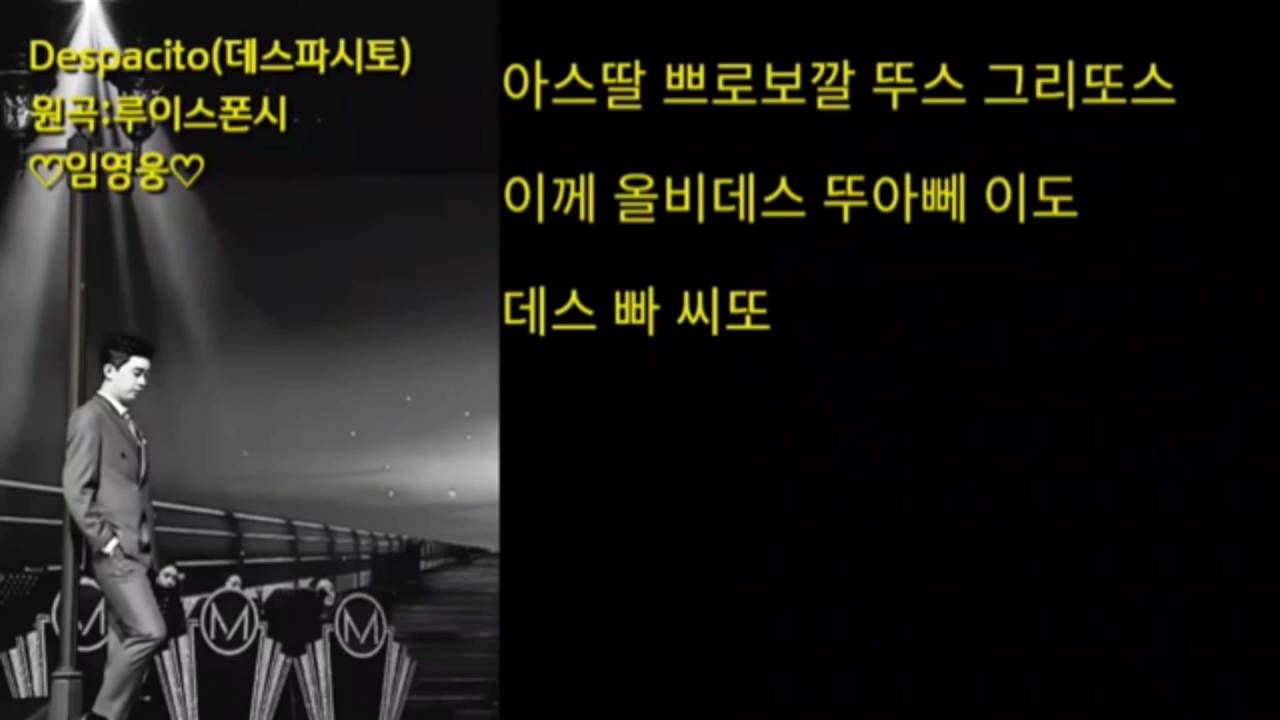 Despacito(데스파시토)
원곡:루이스폰시
♡임영웅♡
아스딸 쁘로보깔 뚜스 그리또스
이께 올비데스 뚜아뻬 이도
데스 빠 씨또
M M M